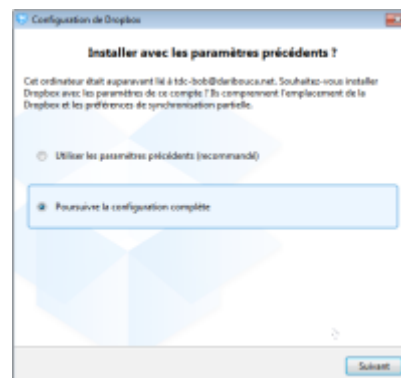 Configuration de Dropbox
Installer avec les paramètres précédents ?
Cet ordinateur était auparavant lié à tdc-bob@daribouca.net. Souhaitez-vous installer
Dropbox avec les paramètres de ce compte ? Ils comprennent l'emplacement de la
Dropbox et les préférences de synchronisation partielle.
Utiliser les paramètres précédents (recommandé)
Poursuivre la configuration complète
Suivant